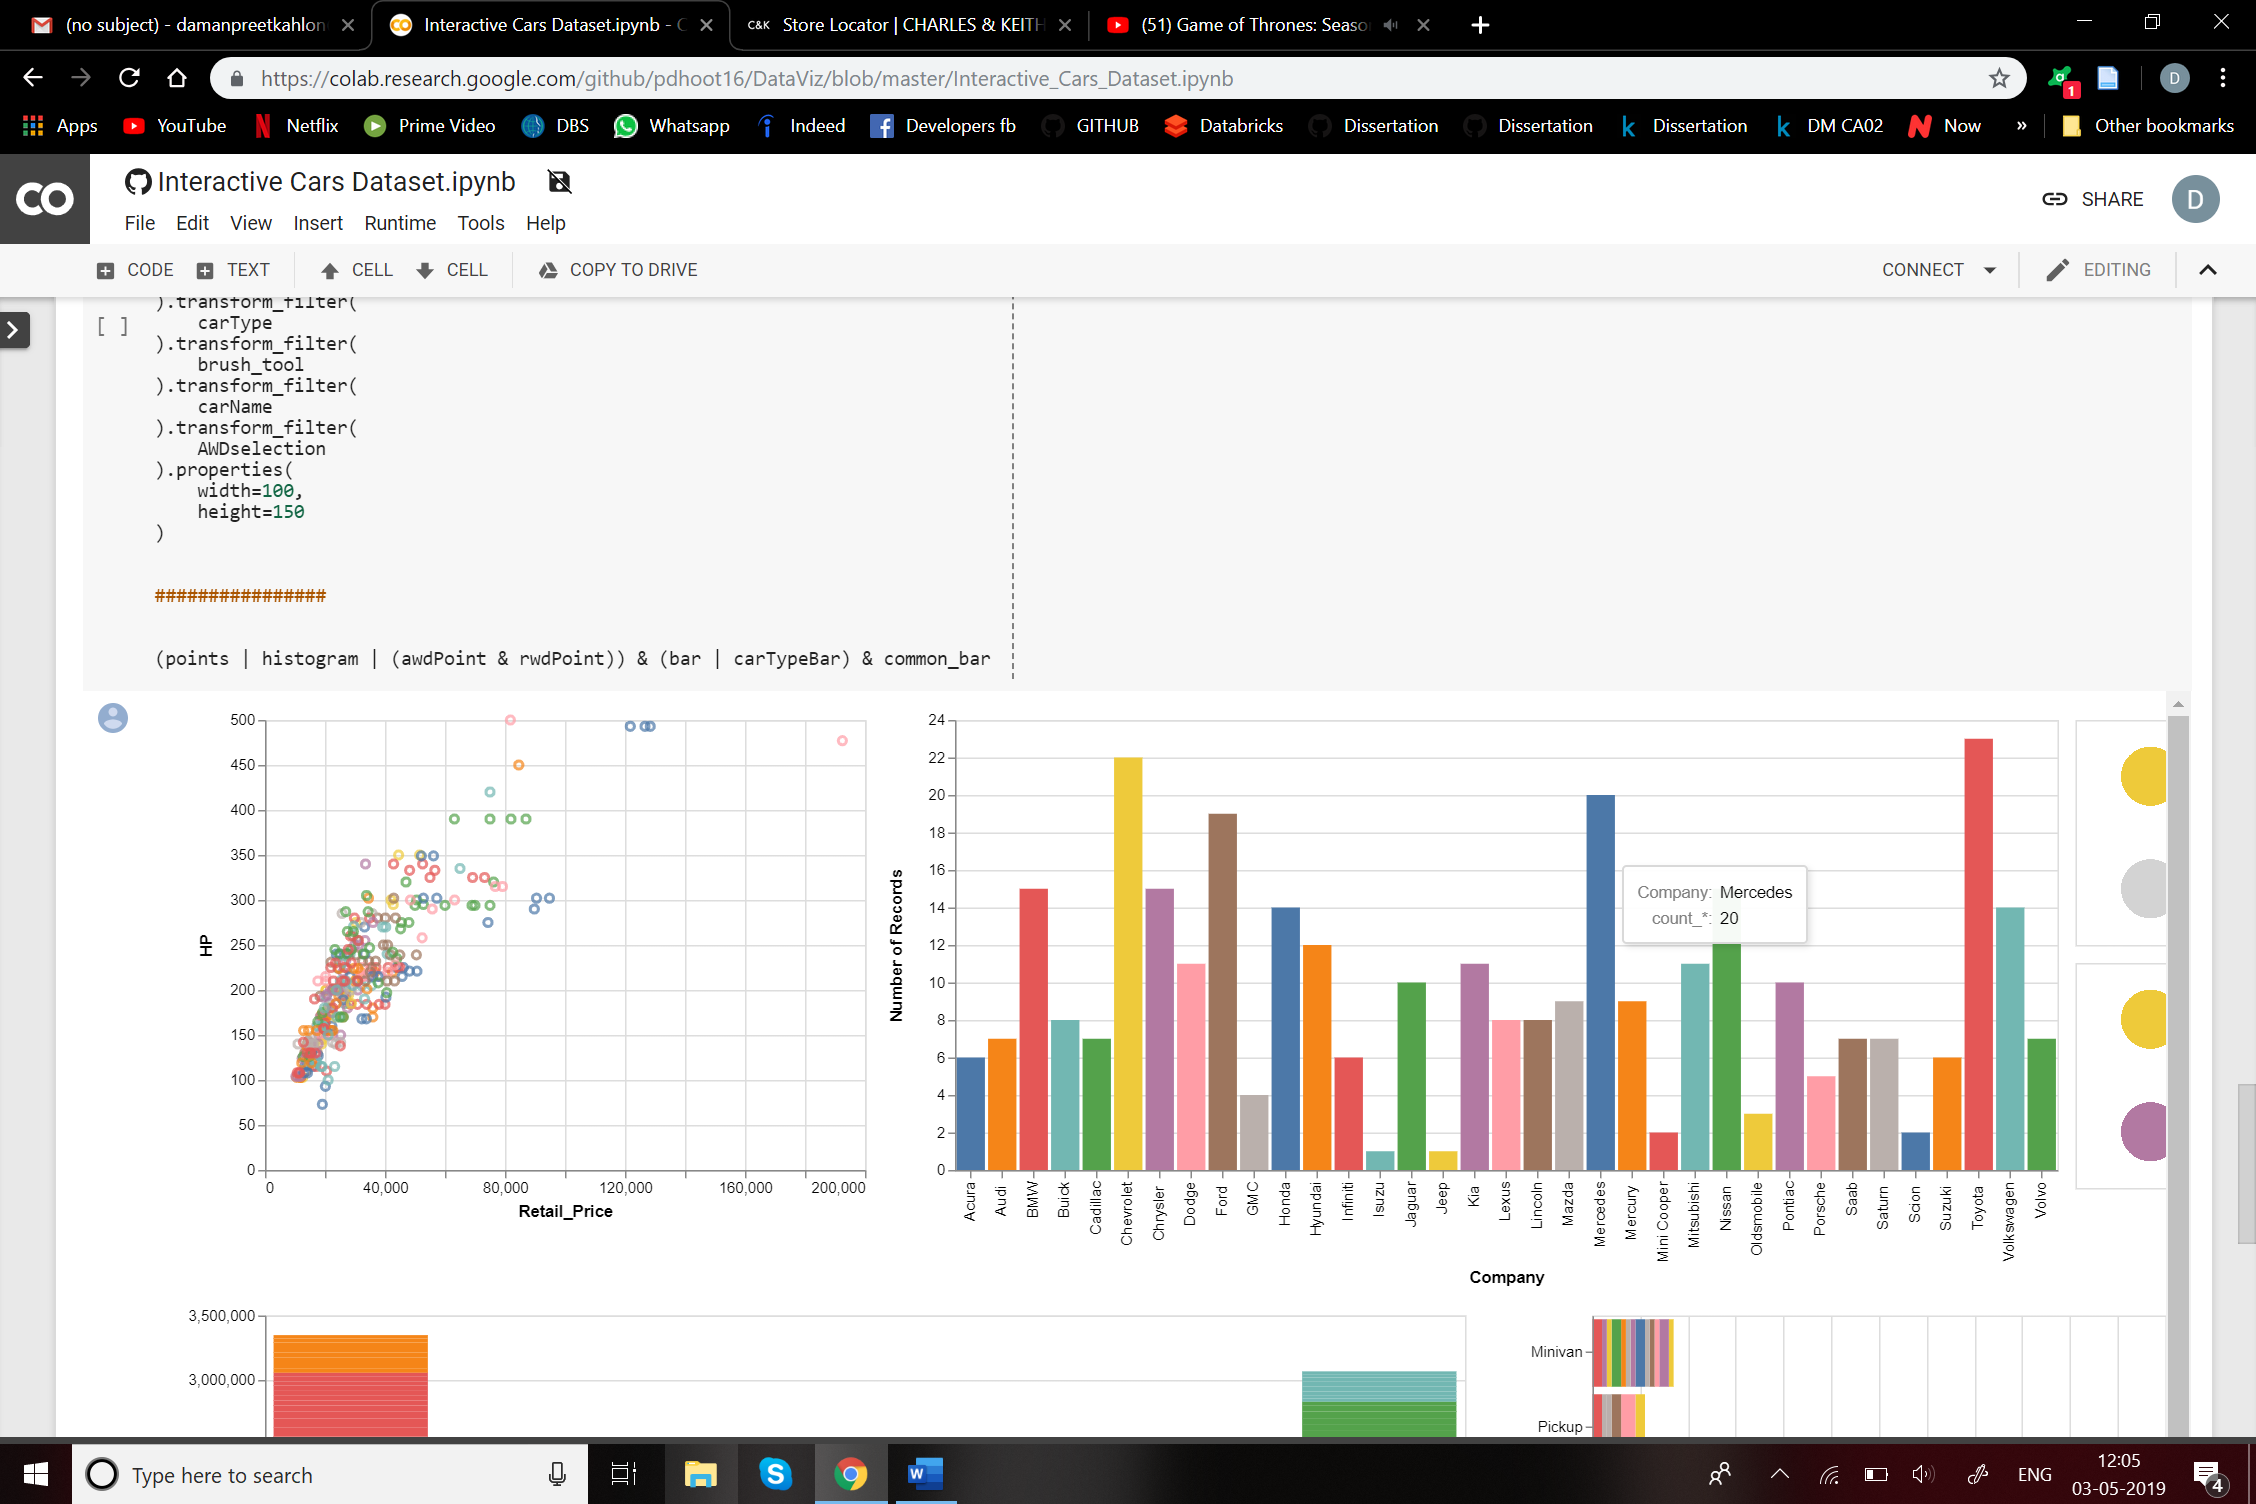 (no subject) - damanpreetkahlon
Interactive Cars Dataset.ipynb - C
C&K Store Locator | CHARLES & KEITH
(51) Game of Thrones: Seaso
https://colab.research.google.com/github/pdhoot16/DataViz/blob/master/Interactive_Cars_Dataset.ipynb
1
D
Apps YouTube Netflix Prime Video DBS Whatsapp Indeed Developers fb GITHUB Databricks Dissertation Dissertation Dissertation DM CA02 Now » Other bookmarks
CO
Interactive Cars Dataset.ipynb
SHARE
D
File Edit View Insert Runtime Tools Help
CODE TEXT CELL CELL COPY TO DRIVE CONNECT EDITING
).transform_filter(
[ ]
carType
).transform_filter(
brush_tool
).transform_filter(
carName
).transform_filter(
AWDselection
).properties(
width=100,
height=150
)
################
(points | histogram | (awdPoint & rwdPoint)) & (bar | carTypeBar) & common_bar
500
450
400
350
300
250
200
150
100
50
0
HP
0 40,000 80,000 120,000 160,000 200,000
Retail_Price
24
22
20
18
16
14
12
10
8
6
4
2
0
Number of Records
Company: Mercedes
count_*: 20
Acura Audi BMW Buick Cadillac Chevrolet Chrysler Dodge Ford GMC Honda Hyundai Infiniti Isuzu Jaguar Jeep Kia Lexus Lincoln Mazda Mercedes Mercury Mini Cooper Mitsubishi Nissan Oldsmobile Pontiac Porsche Saab Saturn Scion Suzuki Toyota Volkswagen Volvo
Company
3,500,000
3,000,000
Minivan
Pickup
Type here to search
S
W
ENG
12:05
03-05-2019
4